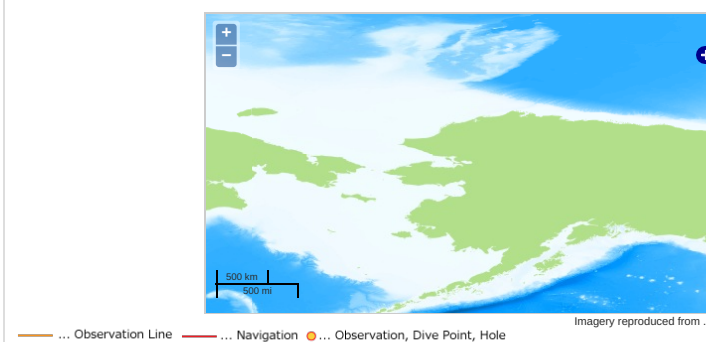 +
−
500 km
500 mi
Imagery reproduced from .
... Observation Line ... Navigation ... Observation, Dive Point, Hole